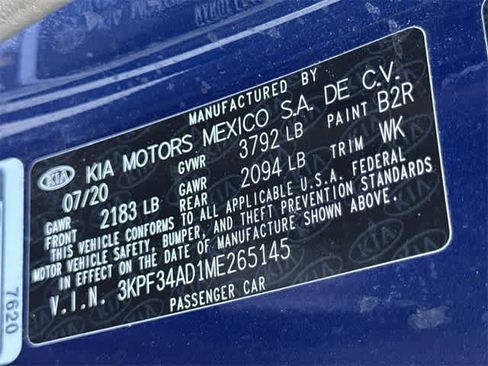 MANUFACTURED BY
KIA KIA MOTORS MEXICO S.A. DE C.V.
07/20 GVWR 3792 LB PAINT B2R
GAWR FRONT 2183 LB GAWR REAR 2094 LB TRIM WK
THIS VEHICLE CONFORMS TO ALL APPLICABLE U.S.A. FEDERAL
MOTOR VEHICLE SAFETY, BUMPER, AND THEFT PREVENTION STANDARDS
IN EFFECT ON THE DATE OF MANUFACTURE SHOWN ABOVE.
V.I.N. 3KPF34AD1ME265145
PASSENGER CAR
7620